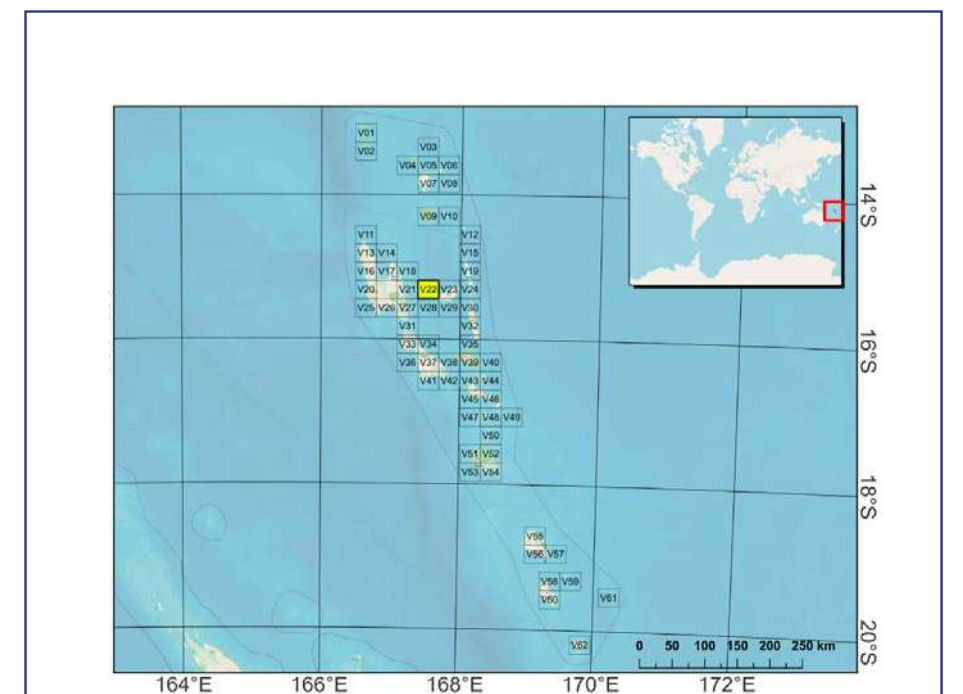 V01
V02
V03
V04 V05 V06
V07 V08
14°S
V09 V10
V11
V12
V13 V14
V15
V16 V17 V18
V19
V20
V21 V22 V23 V24
V25 V26 V27 V28 V29 V30
V31
V32
V33 V34
V35
16°S
V36 V37 V38 V39 V40
V41 V42 V43 V44
V45 V46
V47 V48 V49
V50
V51 V52
V53 V54
18°S
V55
V56 V57
V58 V59
V60
V61
V62
0 50 100 150 200 250 km
20°S
164°E 166°E 168°E 170°E 172°E